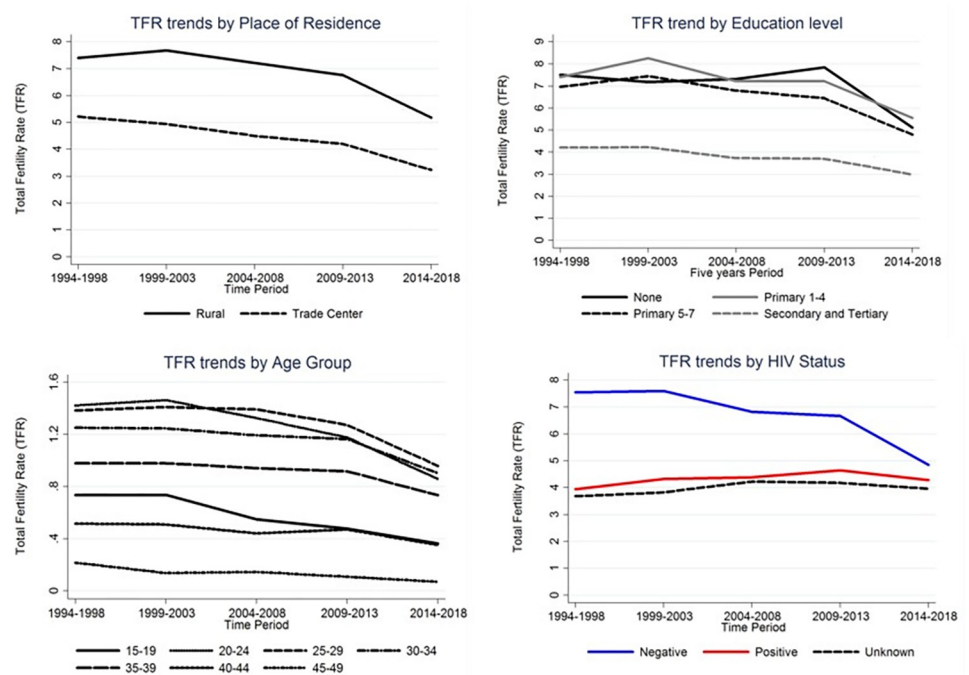 TFR trends by Place of Residence
Total Fertility Rate (TFR)
8
7
6
5
4
3
2
1
0
1994-1998 1999-2003 2004-2008 2009-2013 2014-2018
Time Period
Rural Trade Center
TFR trend by Education level
Total Fertility Rate (TFR)
9
8
7
6
5
4
3
2
1
0
1994-1998 1999-2003 2004-2008 2009-2013 2014-2018
Five years Period
None Primary 1-4
Primary 5-7 Secondary and Tertiary
TFR trends by Age Group
Total Fertility Rate (TFR)
1.6
1.2
.8
.4
0
1994-1998 1999-2003 2004-2008 2009-2013 2014-2018
Time Period
15-19 20-24 25-29 30-34
35-39 40-44 45-49
TFR trends by HIV Status
Total Fertility Rate (TFR)
8
7
6
5
4
3
2
1
0
1994-1998 1999-2003 2004-2008 2009-2013 2014-2018
Time Period
Negative Positive Unknown